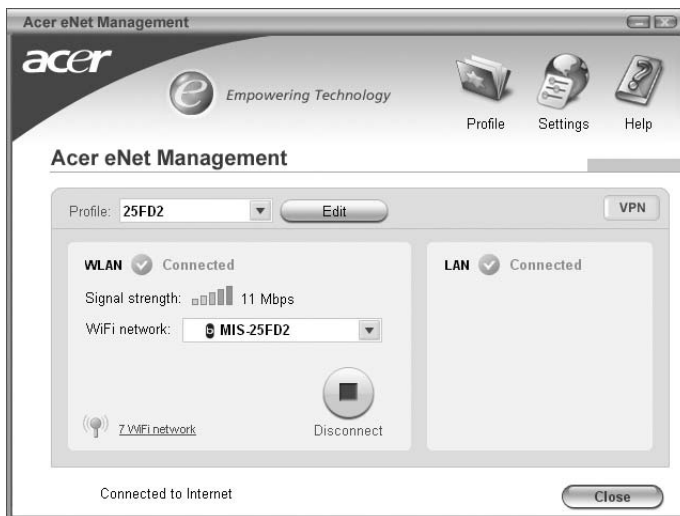 Acer eNet Management
acer
e Empowering Technology
Profile Settings Help
Acer eNet Management
Profile: 25FD2 Edit VPN
WLAN Connected
Signal strength: 11 Mbps
WiFi network: b MIS-25FD2
7 WiFi network
Disconnect
LAN Connected
Connected to Internet
Close